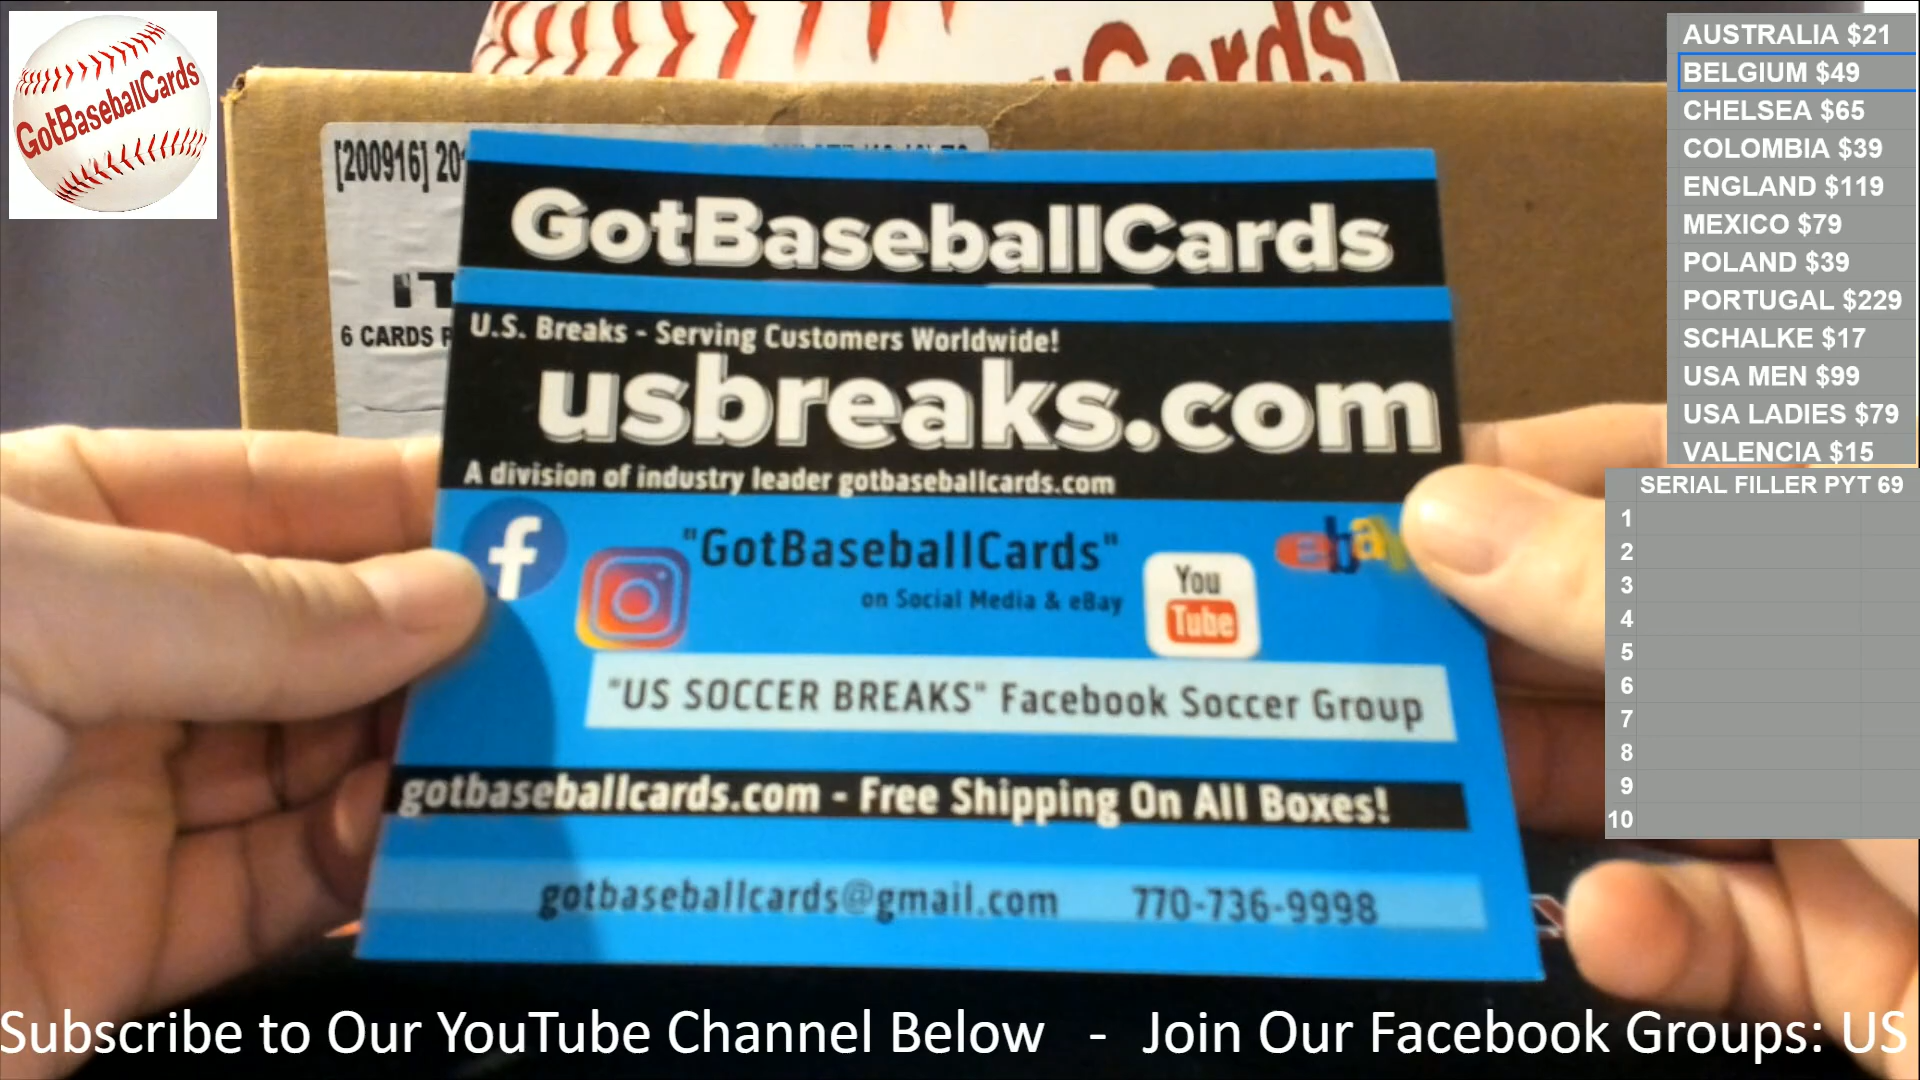 GotBaseballCards
[200916] 20
6 CARDS
GotBaseballCards
U.S. Breaks - Serving Customers Worldwide!
usbreaks.com
A division of industry leader gotbaseballcards.com
"GotBaseballCards"
on Social Media & eBay
You
Tube
ebay
"US SOCCER BREAKS" Facebook Soccer Group
gotbaseballcards.com - Free Shipping On All Boxes!
gotbaseballcards@gmail.com 770-736-9998
AUSTRALIA $21
BELGIUM $49
CHELSEA $65
COLOMBIA $39
ENGLAND $119
MEXICO $79
POLAND $39
PORTUGAL $229
SCHALKE $17
USA MEN $99
USA LADIES $79
VALENCIA $15
SERIAL FILLER PYT 69
1
2
3
4
5
6
7
8
9
10
Subscribe to Our YouTube Channel Below - Join Our Facebook Groups: US